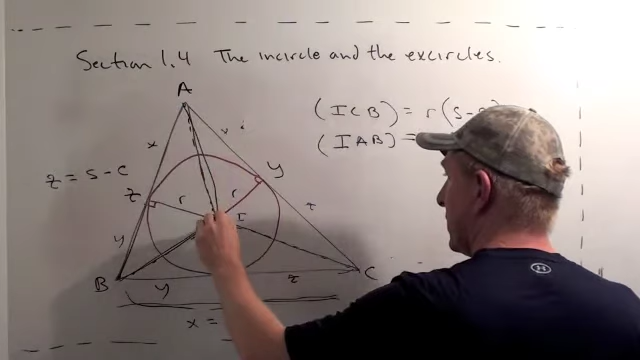 Section 1.4 The incircle and the excircles.
A
(ICB) = r(s-
x
(IAB) =
z = s-c
Y
Z
r
r
I
z
y
B
y
z
C
x =